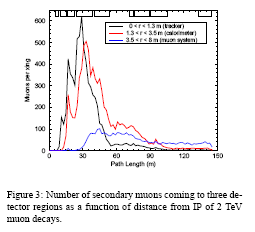 600
500
400
300
200
100
0
Muons per xing
0 < r < 1.3 m (tracker)
1.3 < r < 3.5 m (calorimeter)
3.5 < r < 8 m (muon system)
0 30 60 90 120 150
Path Length (m)
Figure 3: Number of secondary muons coming to three de-
tector regions as a function of distance from IP of 2 TeV
muon decays.